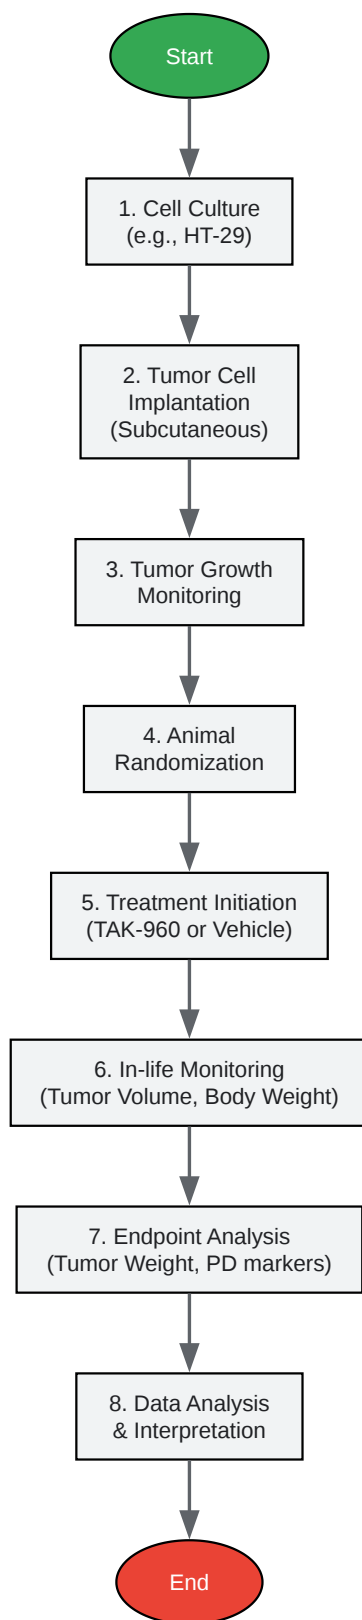 Start
1. Cell Culture
(e.g., HT-29)
2. Tumor Cell
Implantation
(Subcutaneous)
3. Tumor Growth
Monitoring
4. Animal
Randomization
5. Treatment Initiation
(TAK-960 or Vehicle)
6. In-life Monitoring
(Tumor Volume, Body Weight)
7. Endpoint Analysis
(Tumor Weight, PD markers)
8. Data Analysis
& Interpretation
End